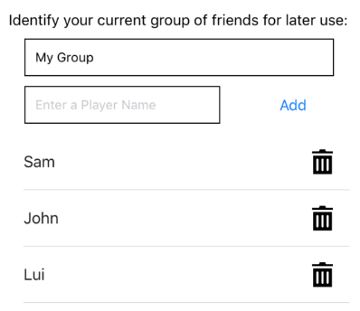 Identify your current group of friends for later use:
My Group
Enter a Player Name
Add
Sam
John
Lui